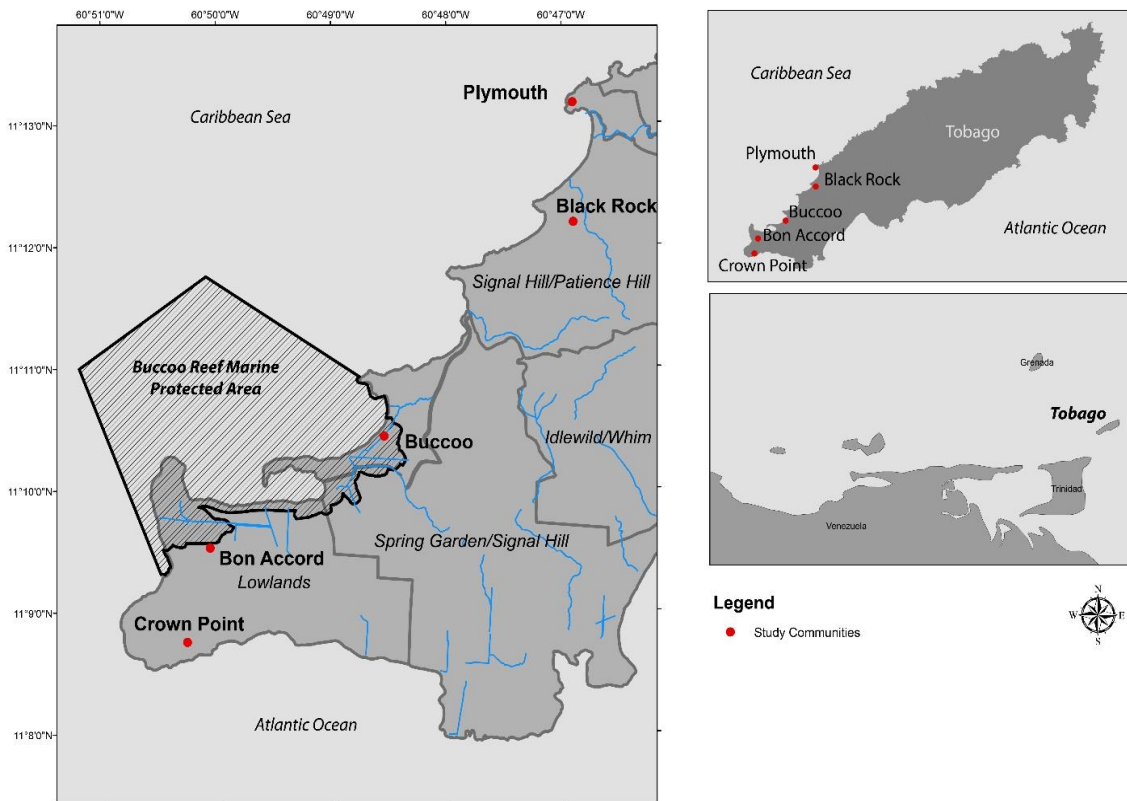 60°51'0"W
60°50'0"W
60°49'0"W
60°48'0"W
60°47'0"W
11°13'0"N
11°12'0"N
11°11'0"N
11°10'0"N
11°9'0"N
11°8'0"N
Plymouth
Caribbean Sea
Black Rock
Signal Hill/Patience Hill
Buccoo Reef Marine
Protected Area
Buccoo
Idlewild/Whim
Spring Garden/Signal Hill
Bon Accord
Lowlands
Crown Point
Atlantic Ocean
Caribbean Sea
Tobago
Plymouth
Black Rock
Buccoo
Bon Accord
Crown Point
Atlantic Ocean
Grenada
Tobago
Trinidad
Venezuela
Legend
Study Communities
N
W
E
S